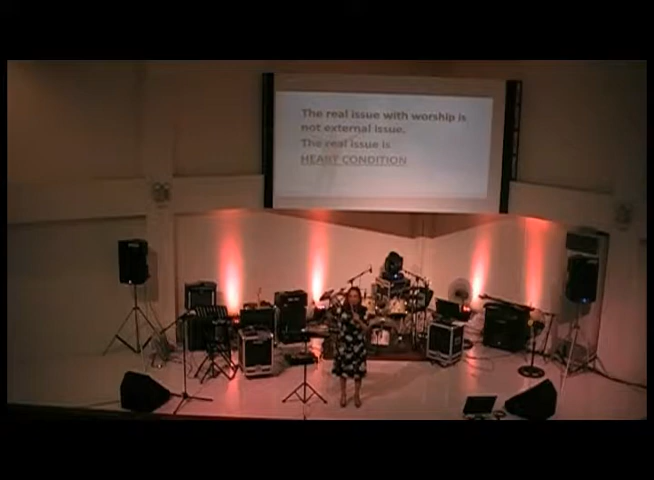 The real issue with worship is
not external issue.
The real issue is
HEART CONDITION